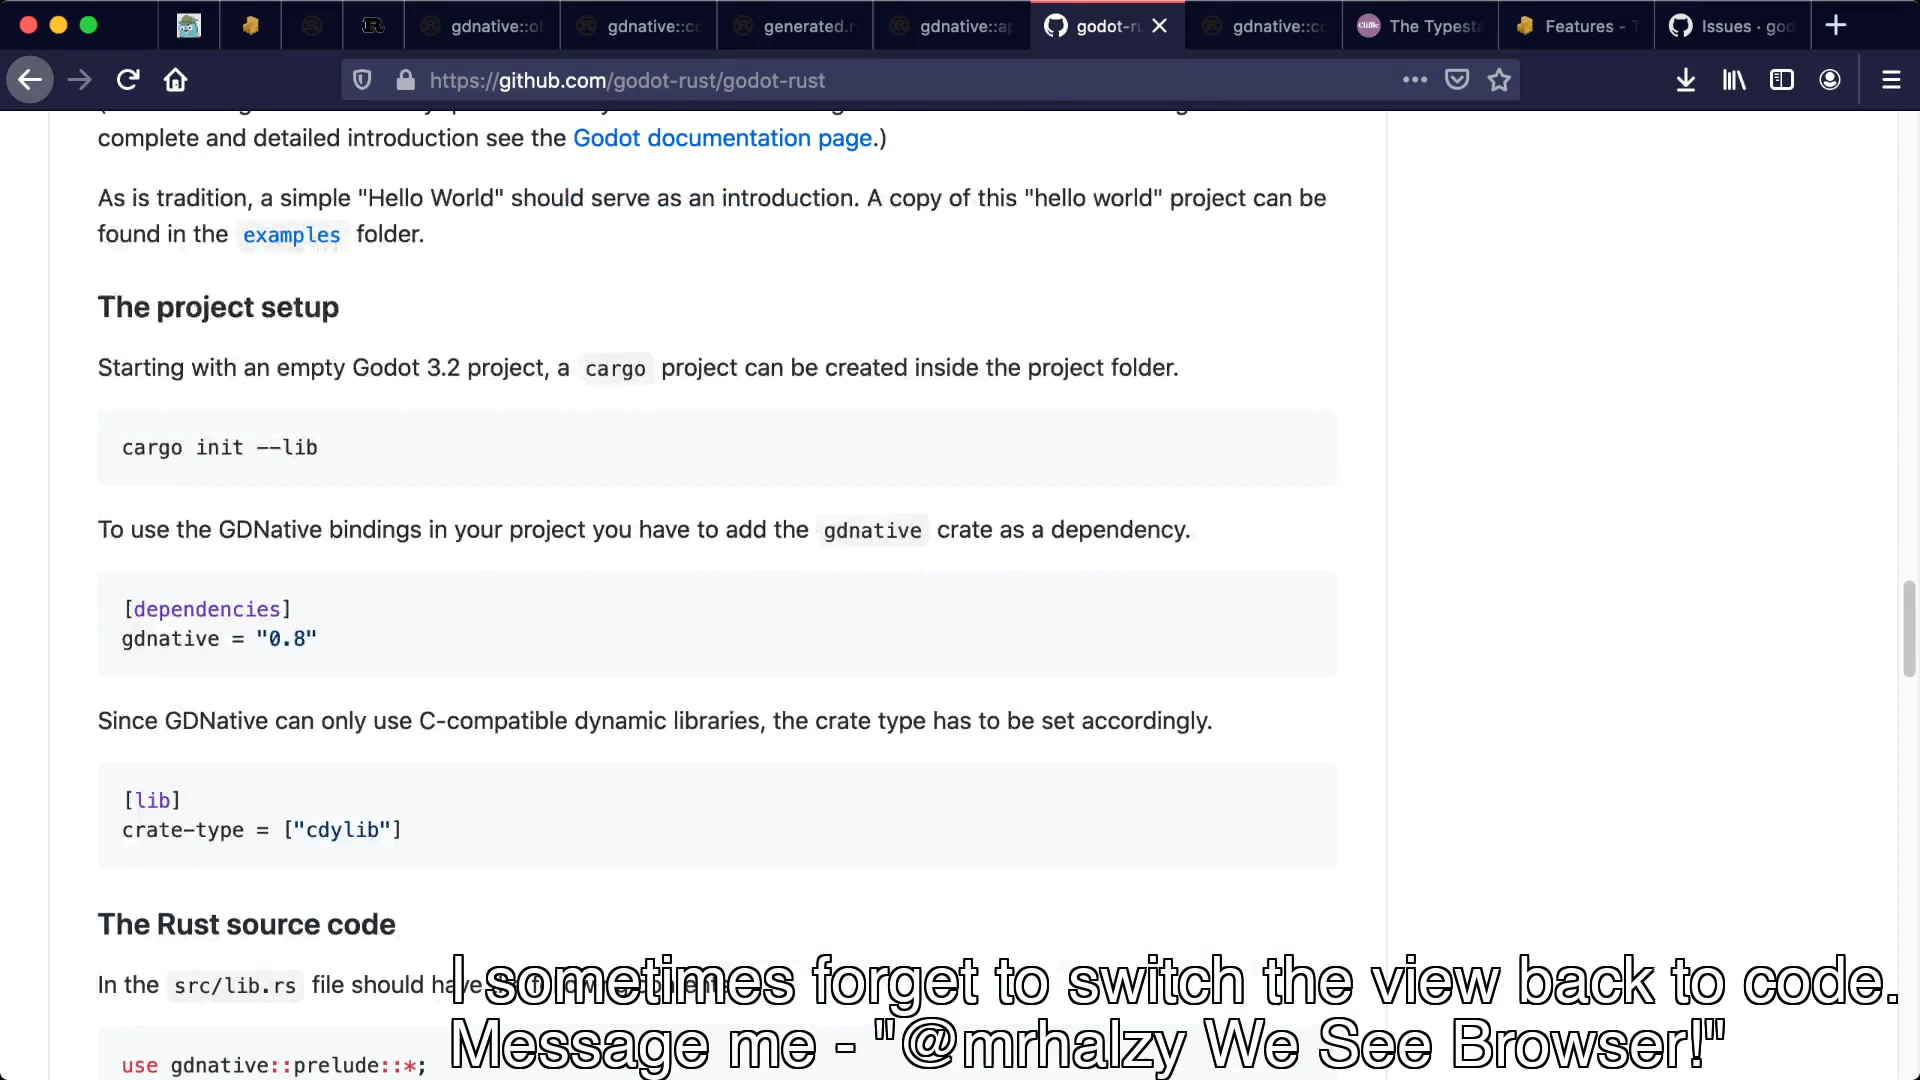 gdnative::o
gdnative::c
generated.r
gdnative::a
godot-r
gdnative::c
Cliffle
The Typest
Features -
Issues · god
https://github.com/godot-rust/godot-rust
complete and detailed introduction see the Godot documentation page.)
As is tradition, a simple "Hello World" should serve as an introduction. A copy of this "hello world" project can be
found in the examples folder.
The project setup
Starting with an empty Godot 3.2 project, a cargo project can be created inside the project folder.
cargo init --lib
To use the GDNative bindings in your project you have to add the gdnative crate as a dependency.
[dependencies]
gdnative = "0.8"
Since GDNative can only use C-compatible dynamic libraries, the crate type has to be set accordingly.
[lib]
crate-type = ["cdylib"]
The Rust source code
In the src/lib.rs file should have
I sometimes forget to switch the view back to code.
Message me - "@mrhalzy We See Browser!"
use gdnative::prelude::*;